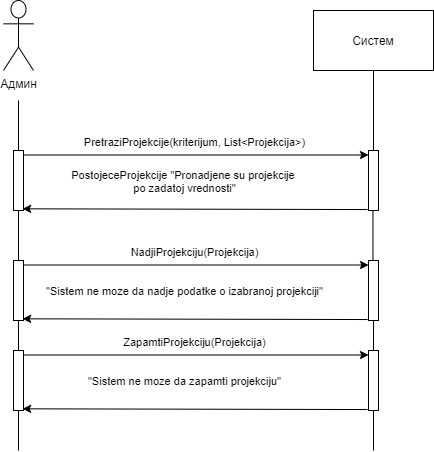 Систем
Админ
PretraziProjekcije(kriterijum, List<Projekcija>)
PostojeceProjekcije "Pronadjene su projekcije
po zadatoj vrednosti"
NadjiProjekciju(Projekcija)
"Sistem ne moze da nadje podatke o izabranoj projekciji"
ZapamtiProjekciju(Projekcija)
"Sistem ne moze da zapamti projekciju"